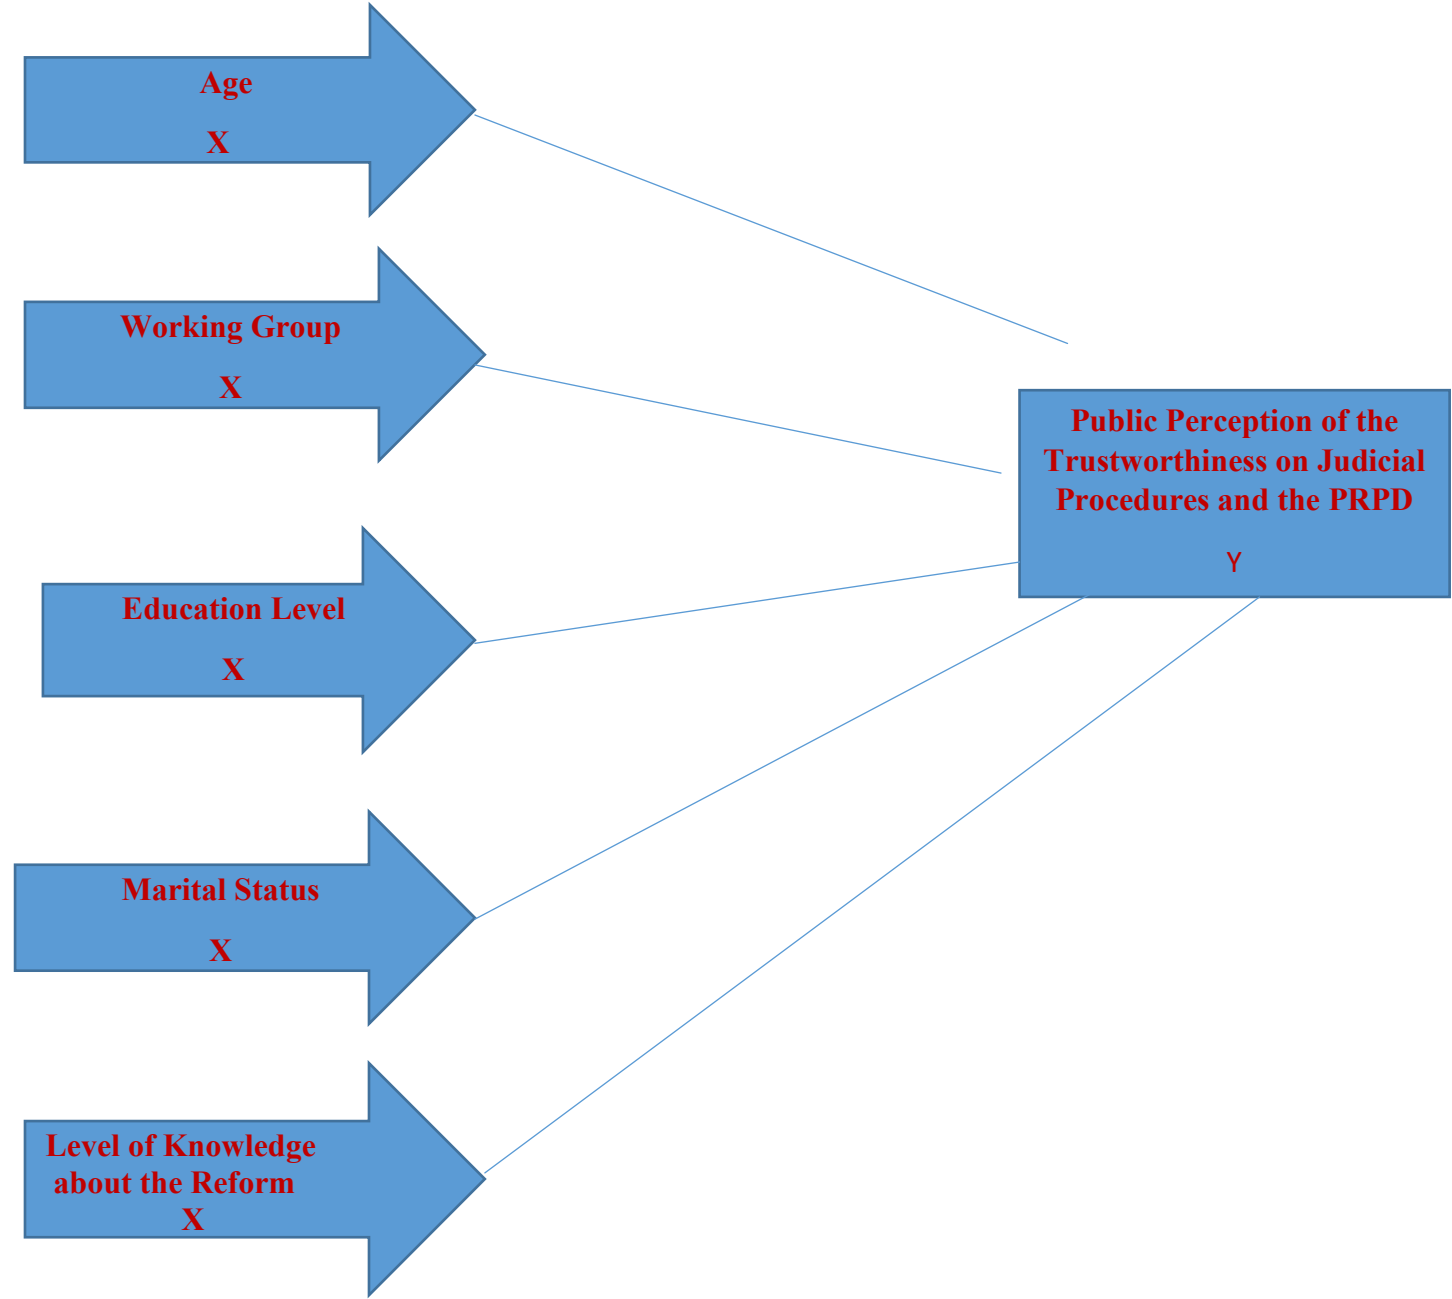 Age
X
Working Group
X
Public Perception of the
Trustworthiness on Judicial
Procedures and the PRPD
Y
Education Level
X
Marital Status
X
Level of Knowledge
about the Reform
X